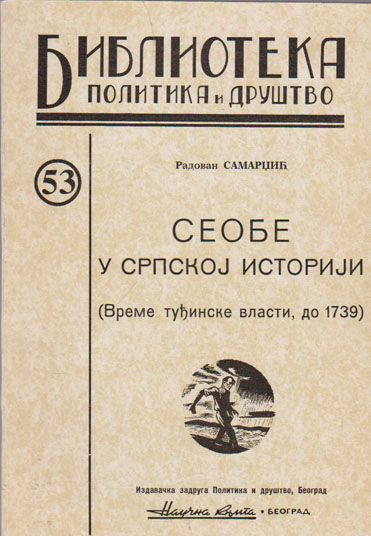 БИБЛИОТЕКА
ПОЛИТИКА И ДРУШТВО
53
Радован САМАРЏИЋ
СЕОБЕ
У СРПСКОЈ ИСТОРИЈИ
(Време туђинске власти, до 1739)
Издавачка задруга Политика и друштво, Београд
Научна књига • БЕОГРАД